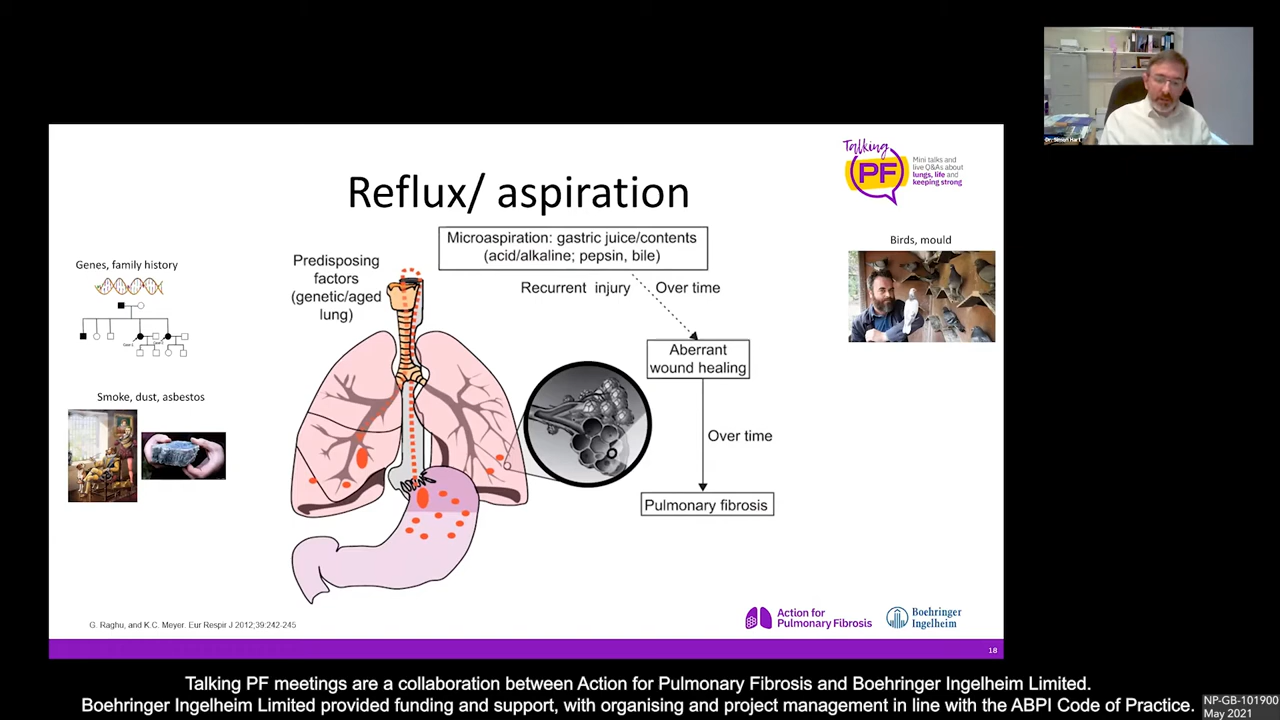 Dr. Simon Hart
Talking
PF
Mini talks and
live Q&As about
lungs, life and
keeping strong
Reflux/ aspiration
Genes, family history
Smoke, dust, asbestos
Predisposing
factors
(genetic/aged
lung)
Microaspiration: gastric juice/contents
(acid/alkaline; pepsin, bile)
Recurrent injury
Over time
Aberrant
wound healing
Over time
Pulmonary fibrosis
Birds, mould
G. Raghu, and K.C. Meyer. Eur Respir J 2012;39:242-245
Action for
Pulmonary Fibrosis
Boehringer
Ingelheim
18
Talking PF meetings are a collaboration between Action for Pulmonary Fibrosis and Boehringer Ingelheim Limited.
Boehringer Ingelheim Limited provided funding and support, with organising and project management in line with the ABPI Code of Practice.
NP-GB-101900
May 2021